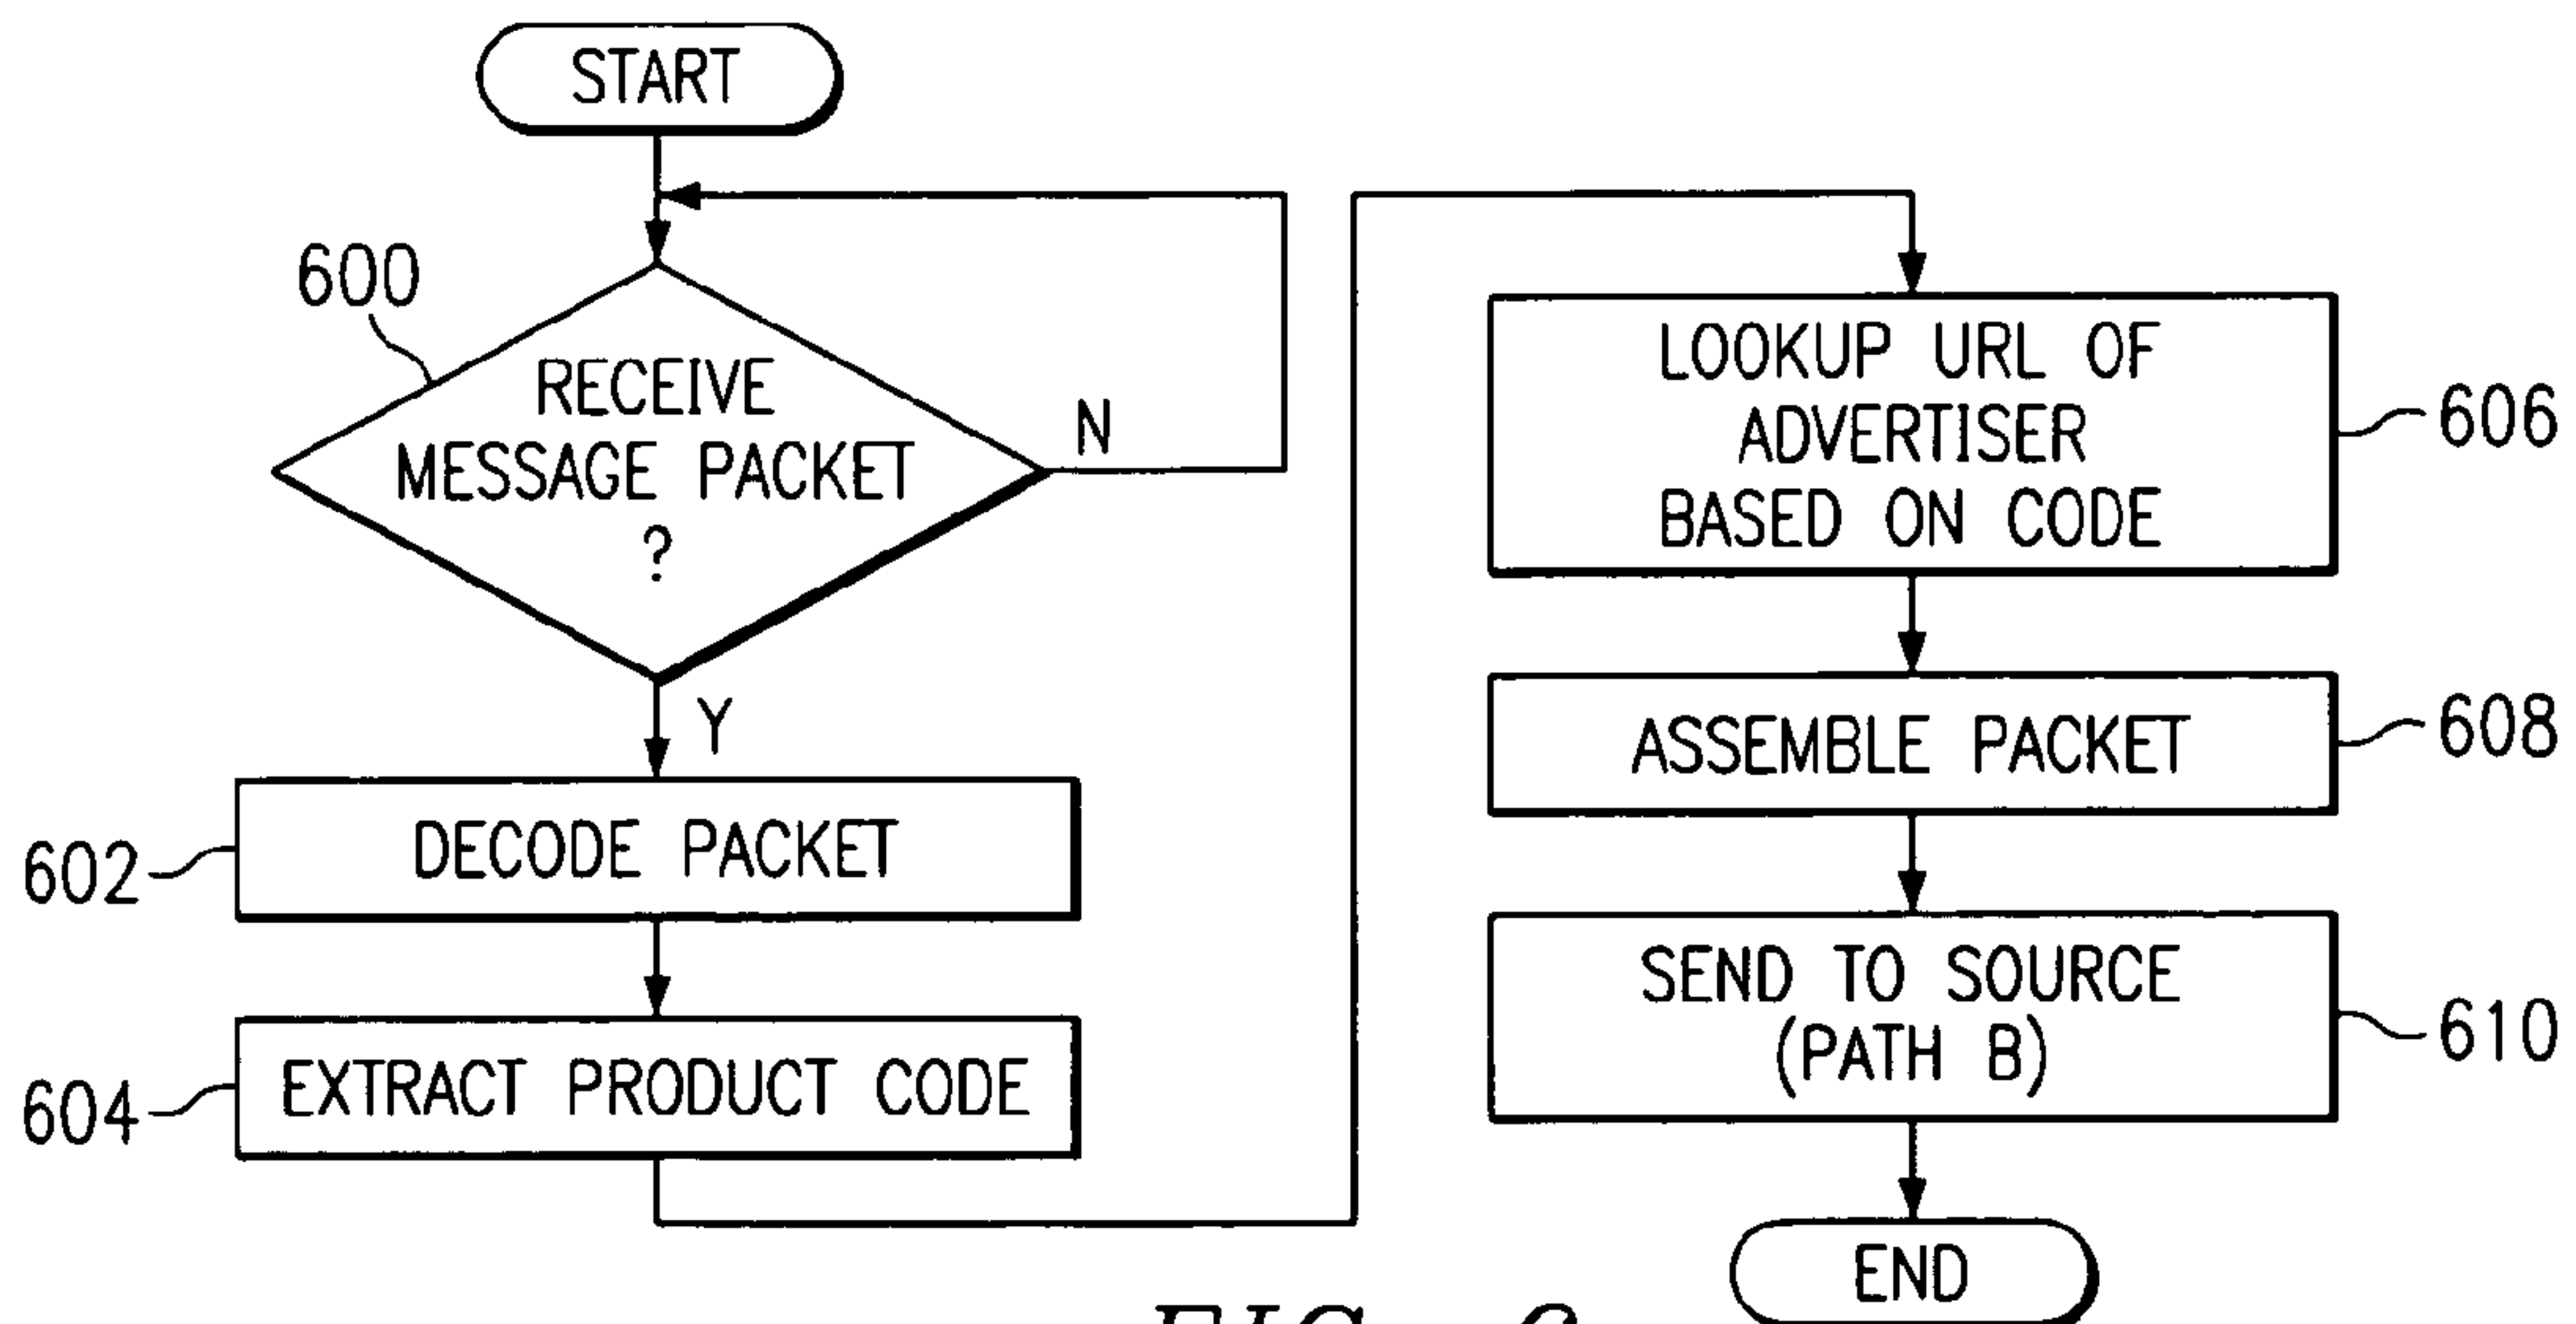 START
600
RECEIVE
MESSAGE PACKET
?
N
Y
602
DECODE PACKET
604
EXTRACT PRODUCT CODE
LOOKUP URL OF
ADVERTISER
BASED ON CODE
606
ASSEMBLE PACKET
608
SEND TO SOURCE
(PATH B)
610
END